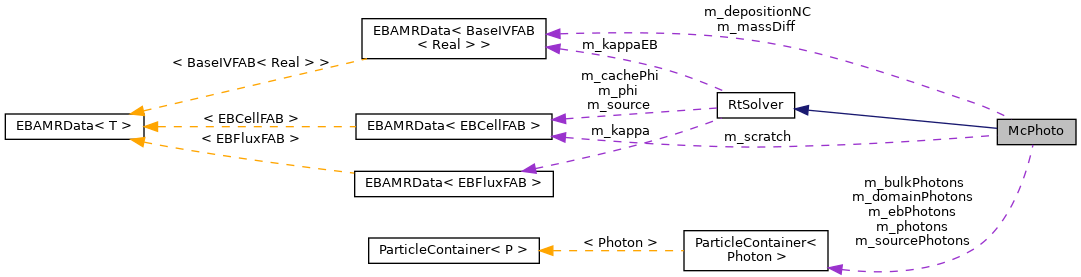 m_depositionNC
m_massDiff
EBAMRData< BaseIVFAB
< Real > >
m_kappaEB
< BaseIVFAB< Real > >
m_cachePhi
m_phi
m_source
RtSolver
EBAMRData< T >
< EBCellFAB >
EBAMRData< EBCellFAB >
McPhoto
m_kappa
m_scratch
< EBFluxFAB >
EBAMRData< EBFluxFAB >
m_bulkPhotons
m_domainPhotons
m_ebPhotons
m_photons
m_sourcePhotons
ParticleContainer< P >
< Photon >
ParticleContainer<
Photon >